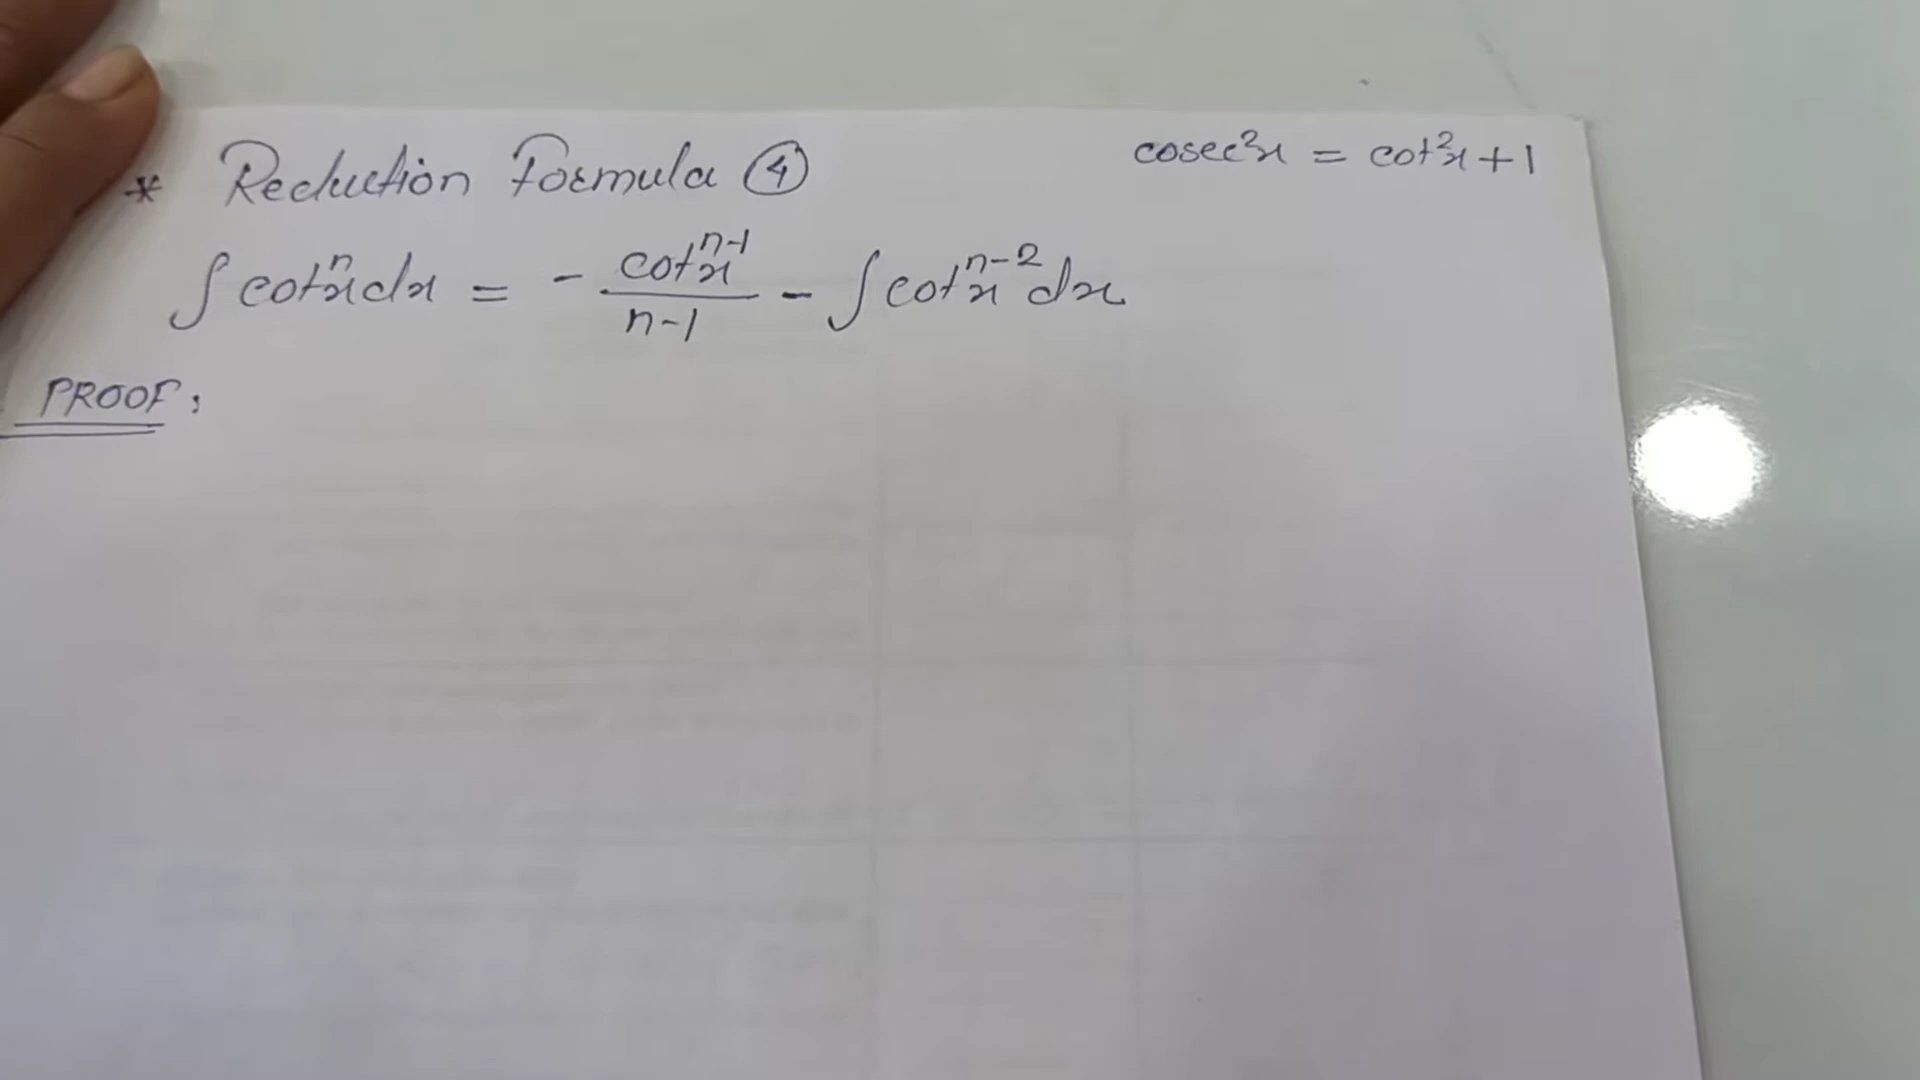 * Reduction Formula ④
cosec²x = cot²x + 1
∫ cotⁿx dx = - cotⁿ⁻¹x / n-1 - ∫ cotⁿ⁻²x dx
PROOF: